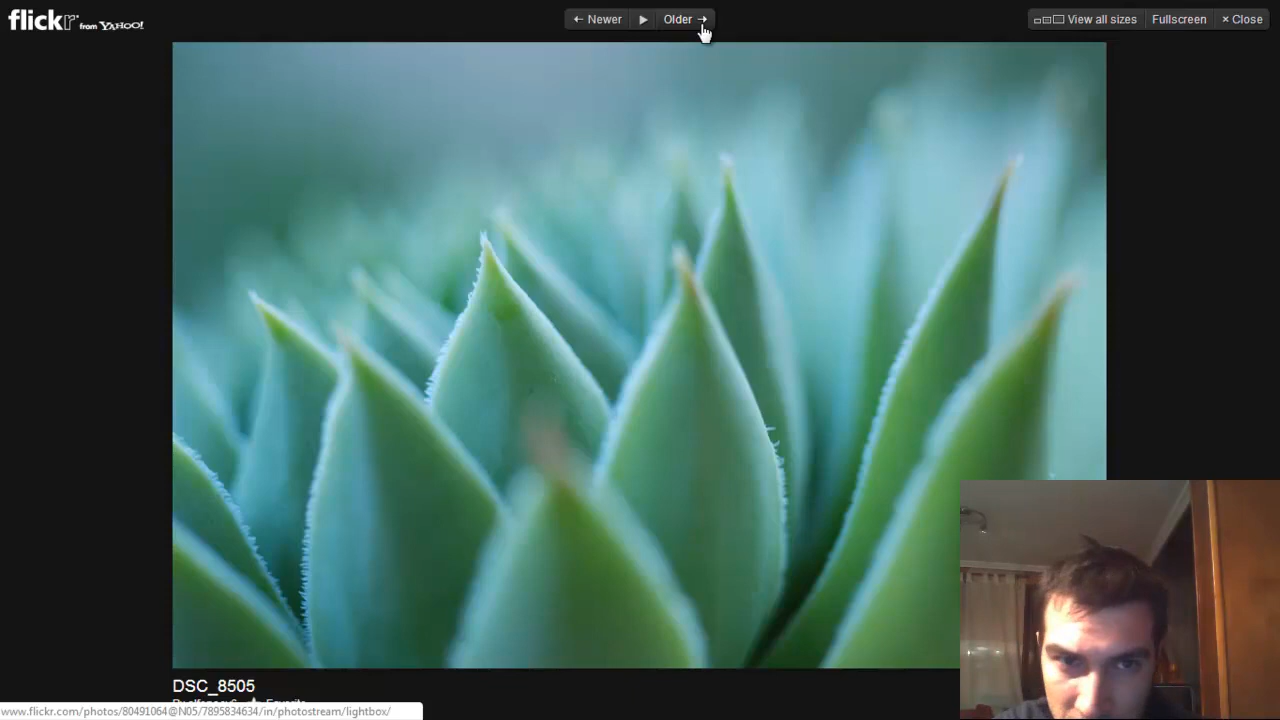 flickr from YAHOO!
← Newer
Older →
View all sizes
Fullscreen
× Close
DSC_8505
www.flickr.com/photos/80491064@N05/7895834634/in/photostream/lightbox/